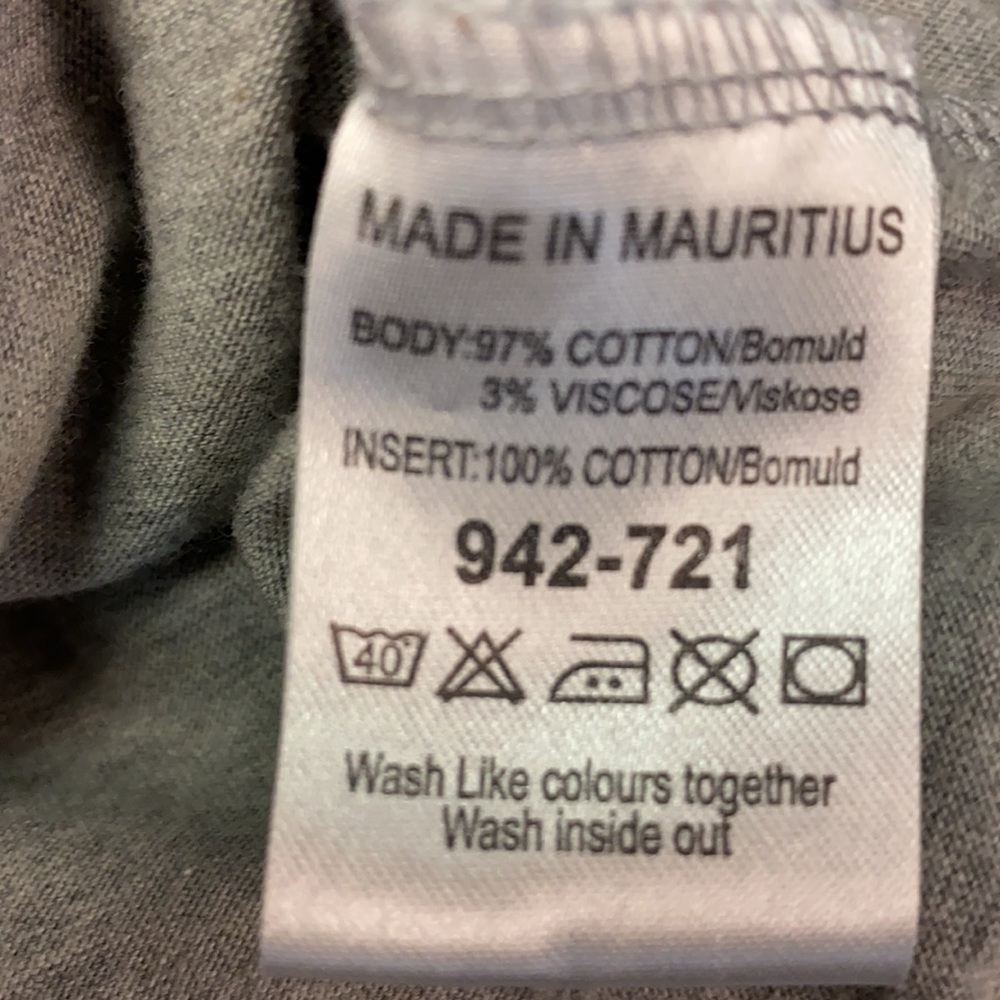 MADE IN MAURITIUS
BODY:97% COTTON/Bomuld
3% VISCOSE/Viskose
INSERT:100% COTTON/Bomuld
942-721
40°
Wash Like colours together
Wash inside out